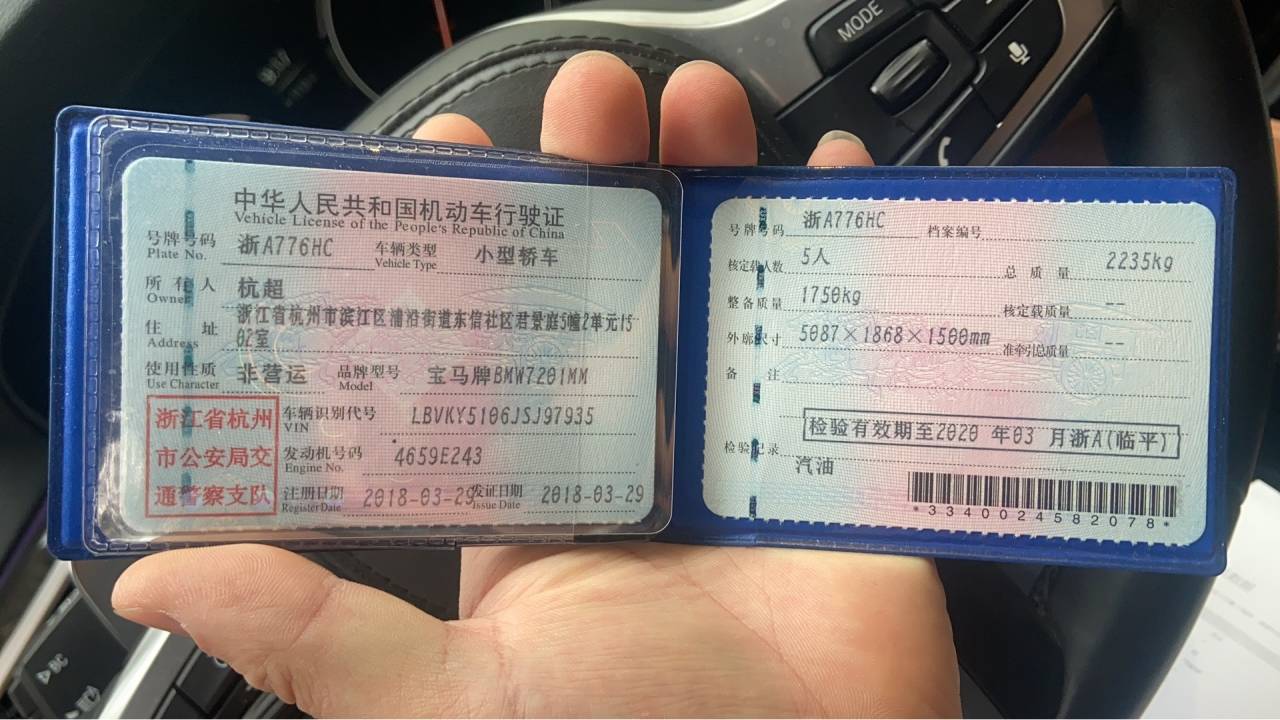 MODE
中华人民共和国机动车行驶证
Vehicle License of the People's Republic of China
号牌号码 浙A776HC 车辆类型 小型轿车
Plate No. Vehicle Type
所有人 杭超
Owner
住址 浙江省杭州市滨江区浦沿街道东信社区君景庭5幢2单元15
Address 02室
使用性质 非营运 品牌型号 宝马牌BMW7201MM
Use Character Model
浙江省杭州
市公安局交
通警察支队
车辆识别代号 LBVKY5106JSJ97935
VIN
发动机号码 4659E243
Engine No.
注册日期 2018-03-29 发证日期 2018-03-29
Register Date Issue Date
号牌号码 浙A776HC 档案编号
核定载人数 5人 总质量 2235kg
整备质量 1750kg 核定载质量 --
外廓尺寸 5087×1868×1500mm 准牵引总质量 --
备注
检验有效期至2020 年03 月浙A(临平)
检验记录
汽油
*3340024582078*